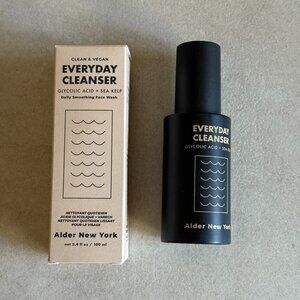 CLEAN & VEGAN
EVERYDAY
CLEANSER
GLYCOLIC ACID + SEA KELP
Daily Smoothing Face Wash
NETTOYANT QUOTIDIEN
ACIDE GLYCOLIQUE + VARECH
NETTOYANT QUOTIDIEN LISSANT
POUR LE VISAGE
Alder New York
net 3.4 fl oz / 100 ml
EVERYDAY
CLEANSER
GLYCOLIC ACID + SEA
Alder New York